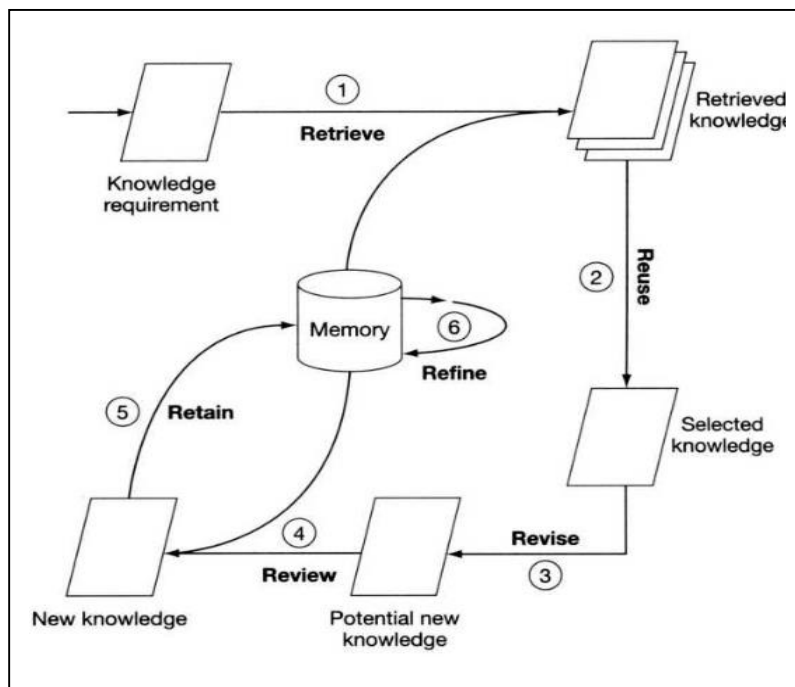 1
Retrieve
Knowledge
requirement
Retrieved
knowledge
2
Reuse
Memory
6
Refine
5
Retain
Selected
knowledge
4
Review
Revise
3
New knowledge
Potential new
knowledge